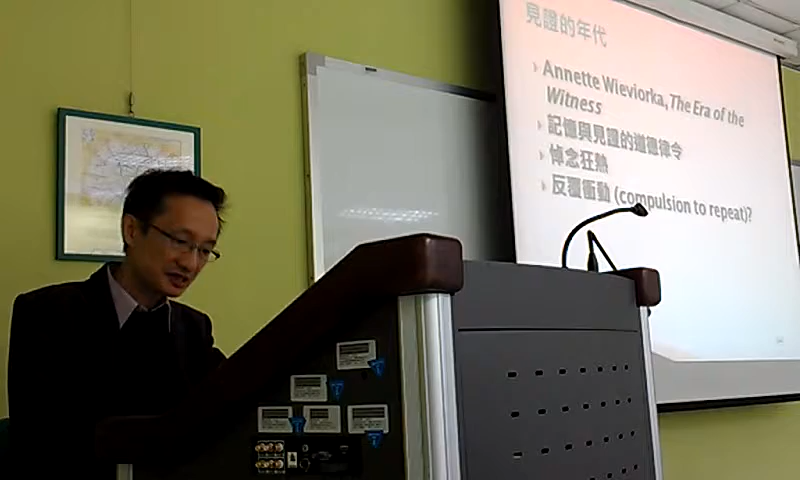 見證的年代
Annette Wieviorka, The Era of the
Witness
記憶與見證的道德律令
悼念狂熱
反覆衝動 (compulsion to repeat)?